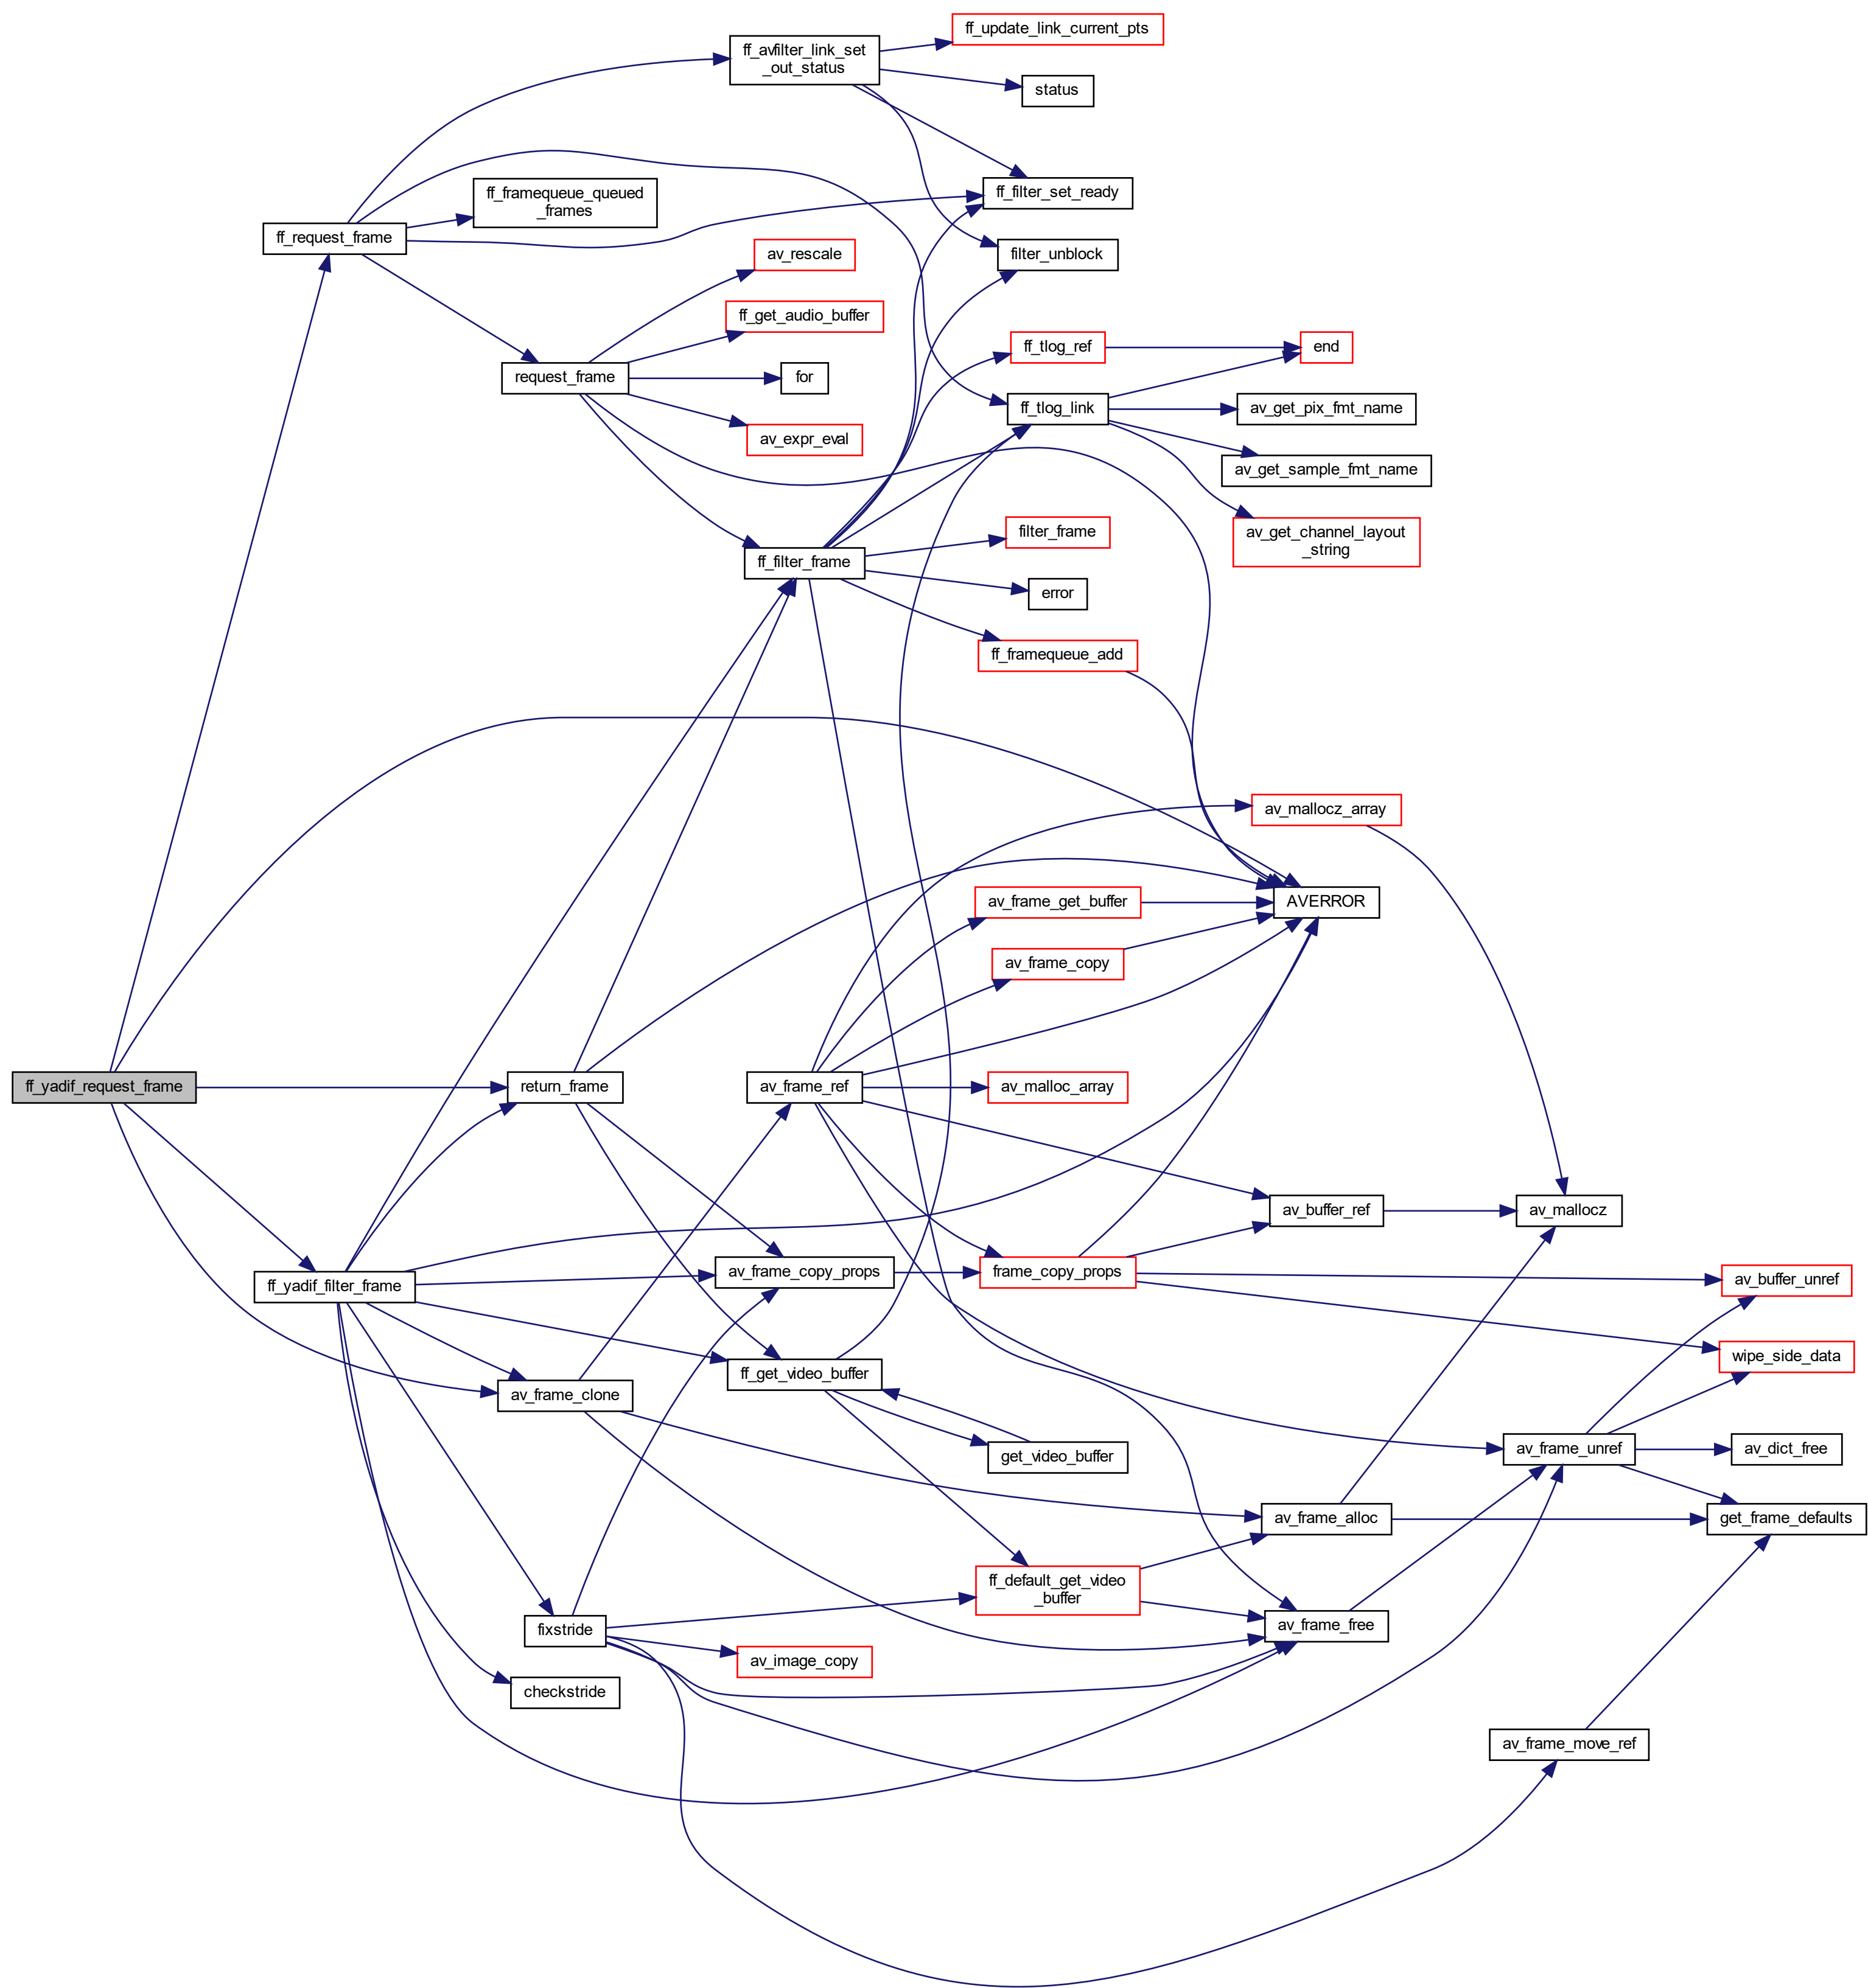 ff_update_link_current_pts
ff_avfilter_link_set
_out_status
status
ff_framequeue_queued
_frames
ff_filter_set_ready
ff_request_frame
filter_unblock
av_rescale
ff_get_audio_buffer
ff_tlog_ref
end
request_frame
for
ff_tlog_link
av_get_pix_fmt_name
av_expr_eval
av_get_sample_fmt_name
filter_frame
av_get_channel_layout
_string
ff_filter_frame
error
ff_framequeue_add
av_mallocz_array
av_frame_get_buffer
AVERROR
av_frame_copy
ff_yadif_request_frame
return_frame
av_frame_ref
av_malloc_array
av_buffer_ref
av_mallocz
ff_yadif_filter_frame
av_frame_copy_props
frame_copy_props
av_buffer_unref
wipe_side_data
ff_get_video_buffer
av_frame_clone
get_video_buffer
av_frame_unref
av_dict_free
av_frame_alloc
get_frame_defaults
ff_default_get_video
_buffer
fixstride
av_frame_free
av_image_copy
checkstride
av_frame_move_ref